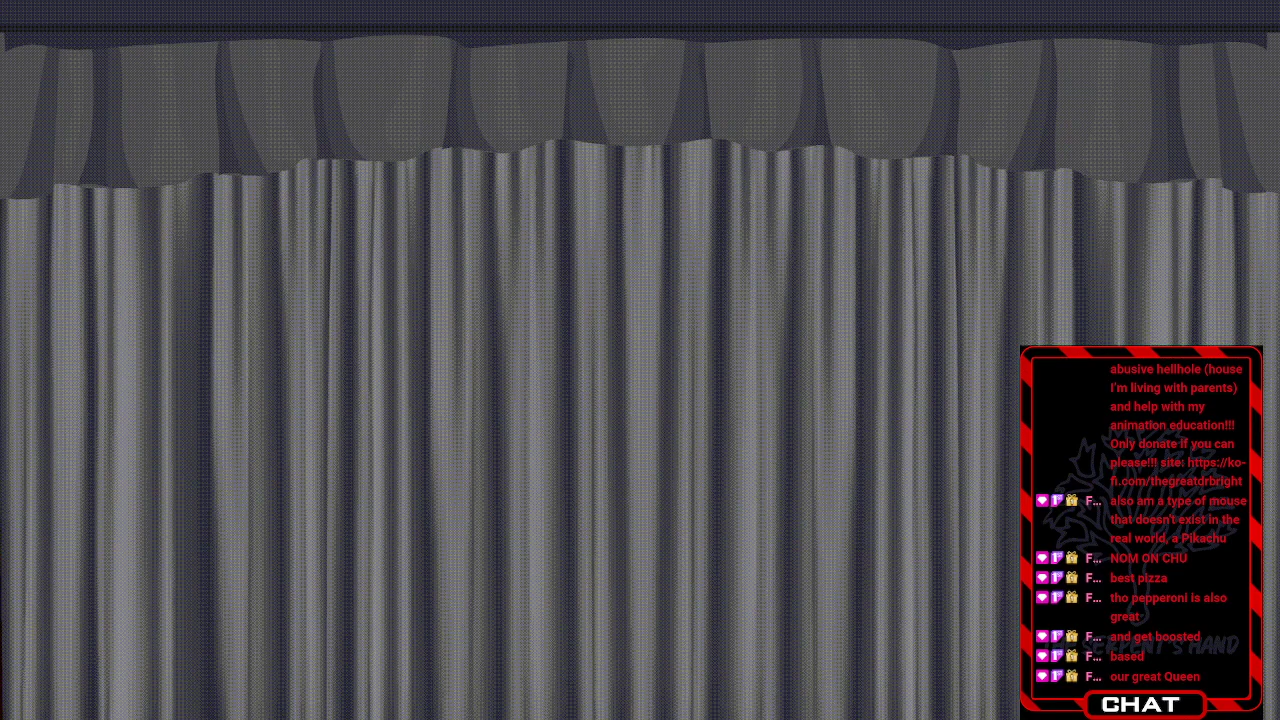 abusive hellhole (house
I'm living with parents)
and help with my
animation education!!!
Only donate if you can
please!!! site: https://ko-
fi.com/thegreatdrbright
F... also am a type of mouse
that doesn't exist in the
real world, a Pikachu
F... NOM ON CHU
F... best pizza
F... tho pepperoni is also
great
F... and get boosted
SERPENT'S HAND
F... based
F... our great Queen
CHAT